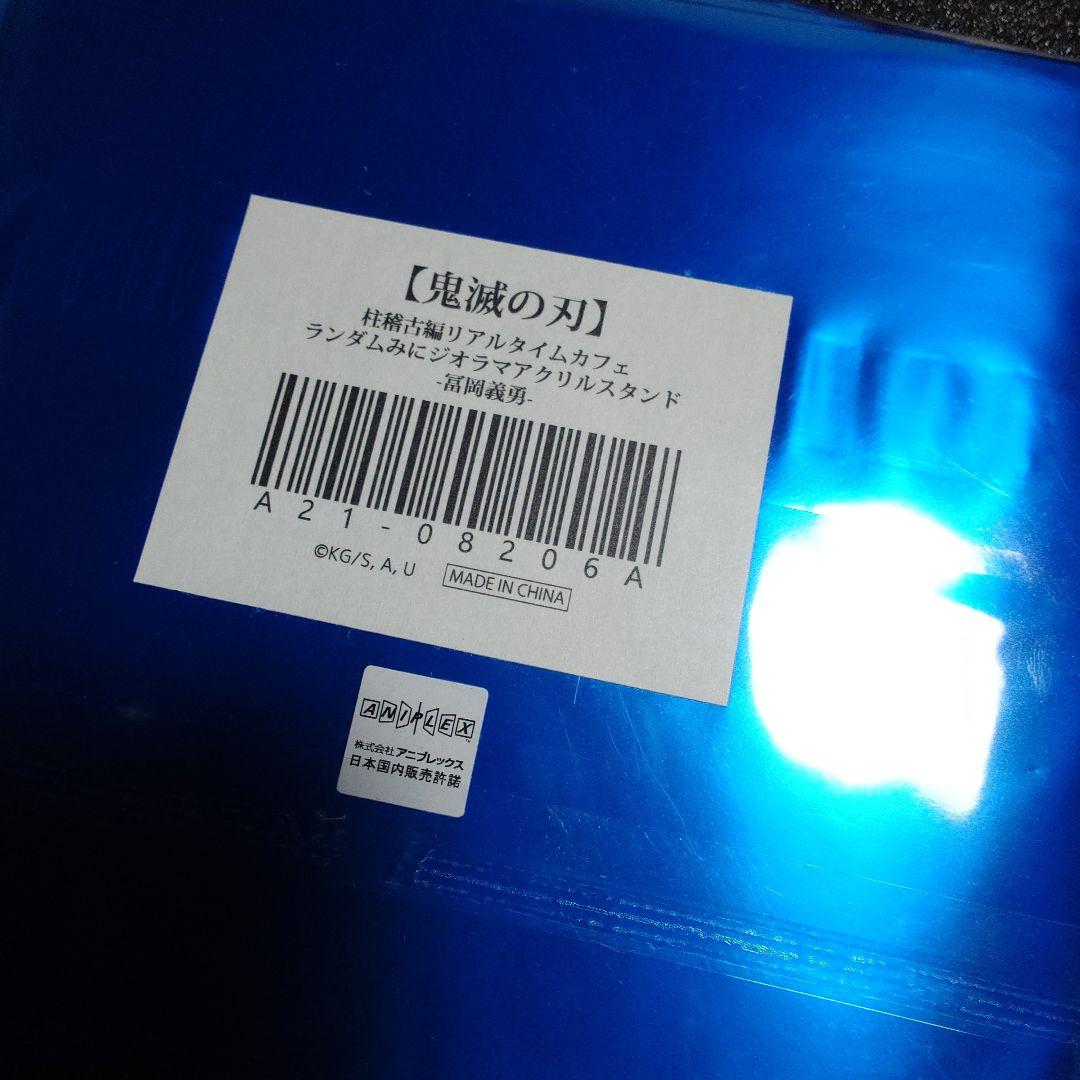 【鬼滅の刃】
柱稽古編リアルタイムカフェ
ランダムみにジオラマアクリルスタンド
-冨岡義勇-
A21-08206A
©KG/S, A, U
MADE IN CHINA
ANIPLEX™
株式会社アニプレックス
日本国内販売許諾